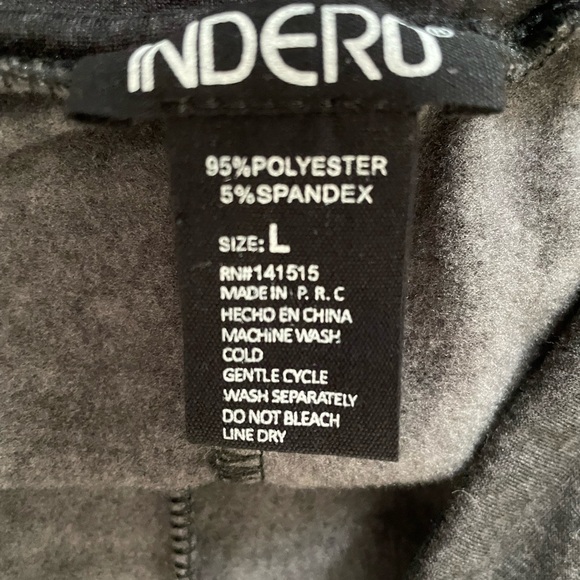 INDERO®
95%POLYESTER
5%SPANDEX
SIZE: L
RN#141515
MADE IN P. R. C
HECHO EN CHINA
MACHINE WASH
COLD
GENTLE CYCLE
WASH SEPARATELY
DO NOT BLEACH
LINE DRY